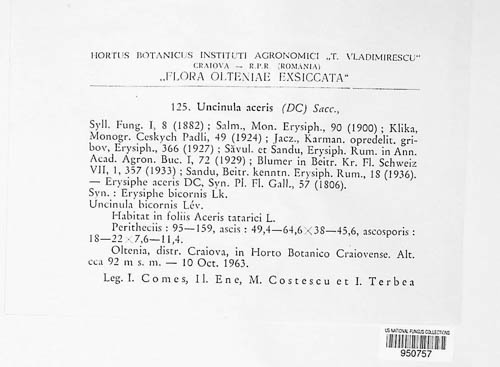 HORTUS BOTANICUS INSTITUTI AGRONOMICI „T. VLADIMIRESCU"
CRAIOVA — R.P.R. (ROMANIA)
„FLORA OLTENIAE EXSICCATA"
125. Uncinula aceris (DC) Sacc.,
Syll. Fung. I, 8 (1882) ; Salm., Mon. Erysiph., 90 (1900) ; Klika,
Monogr. Ceskych Padli, 49 (1924) ; Jacz., Karman. opredelit. gri-
bov, Erysiph., 366 (1927) ; Săvul. et Sandu, Erysiph. Rum. in Ann.
Acad. Agron. Buc. I, 72 (1929) ; Blumer in Beitr. Kr. Fl. Schweiz
VII, 1, 357 (1933) ; Sandu, Beitr. kenntn. Erysiph. Rum., 18 (1936).
— Erysiphe aceris DC, Syn. Pl. Fl. Gall., 57 (1806).
Syn. : Erysiphe bicornis Lk.
Uncinula bicornis Lév.
Habitat in foliis Aceris tatarici L.
Peritheciis : 95—159, ascis : 49,4—64,6×38—45,6, ascosporis :
18—22×7,6—11,4.
Oltenia, distr. Craiova, in Horto Botanico Craiovense. Alt.
cca 92 m s. m. — 10 Oct. 1963.
Leg. I. Comes, Il. Ene, M. Costescu et I. Terbea
US NATIONAL FUNGUS COLLECTIONS
950757